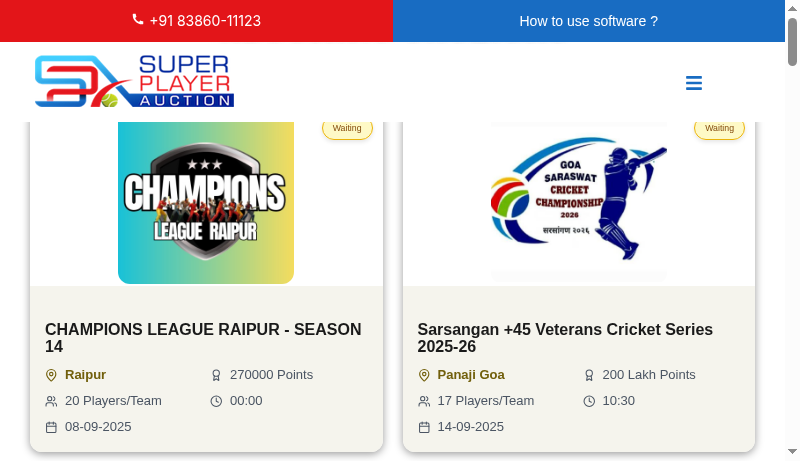 +91 83860-11123
How to use software ?
SUPER
PLAYER
AUCTION
Waiting
CHAMPIONS
LEAGUE RAIPUR
CHAMPIONS LEAGUE RAIPUR - SEASON
14
Raipur
270000 Points
20 Players/Team
00:00
08-09-2025
Waiting
GOA
SARASWAT
CRICKET
CHAMPIONSHIP
2026
सरसांगण २०२६
Sarsangan +45 Veterans Cricket Series
2025-26
Panaji Goa
200 Lakh Points
17 Players/Team
10:30
14-09-2025